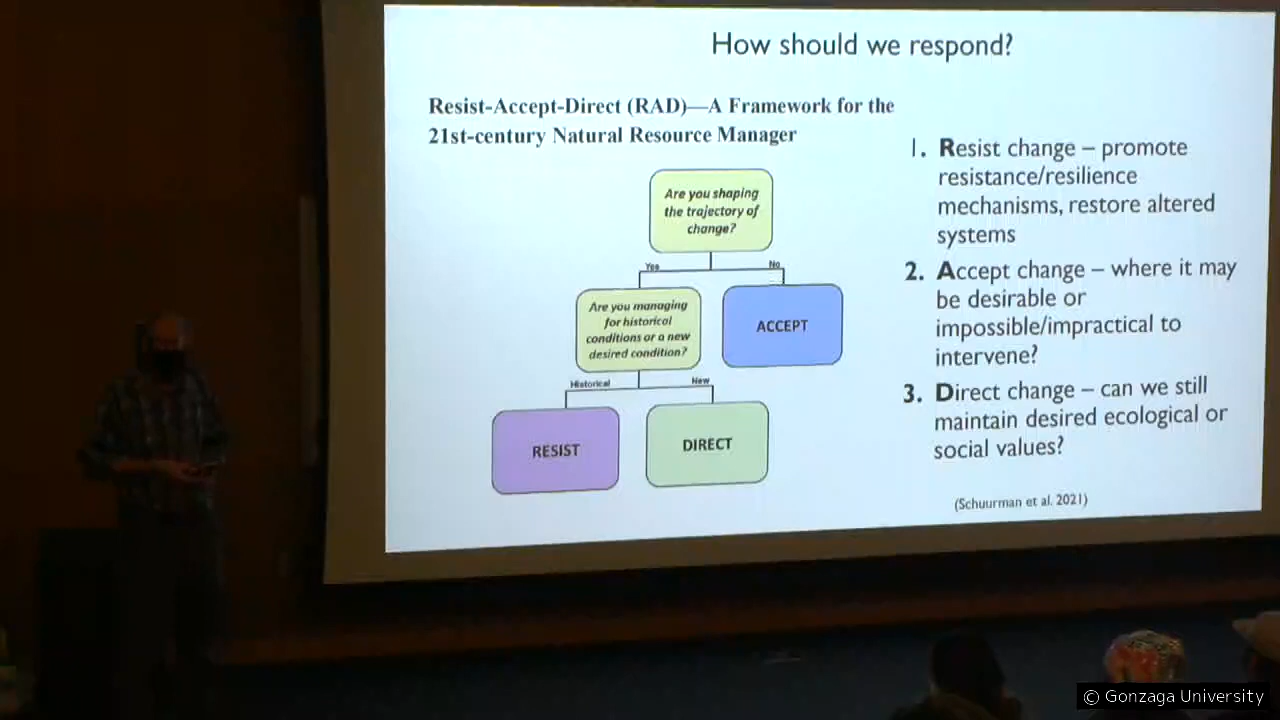 How should we respond?
Resist-Accept-Direct (RAD)—A Framework for the
21st-century Natural Resource Manager
Are you shaping
the trajectory of
change?
Yes
No
Are you managing
for historical
conditions or a new
desired condition?
ACCEPT
Historical
New
RESIST
DIRECT
1. Resist change – promote
resistance/resilience
mechanisms, restore altered
systems
2. Accept change – where it may
be desirable or
impossible/impractical to
intervene?
3. Direct change – can we still
maintain desired ecological or
social values?
(Schuurman et al. 2021)
© Gonzaga University